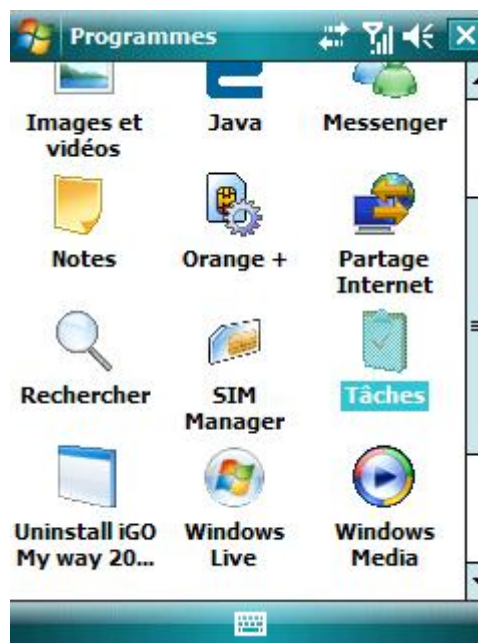 Programmes
Images et
vidéos
Java
Messenger
Notes
Orange +
Partage
Internet
Rechercher
SIM
Manager
Tâches
Uninstall iGO
My way 20...
Windows
Live
Windows
Media